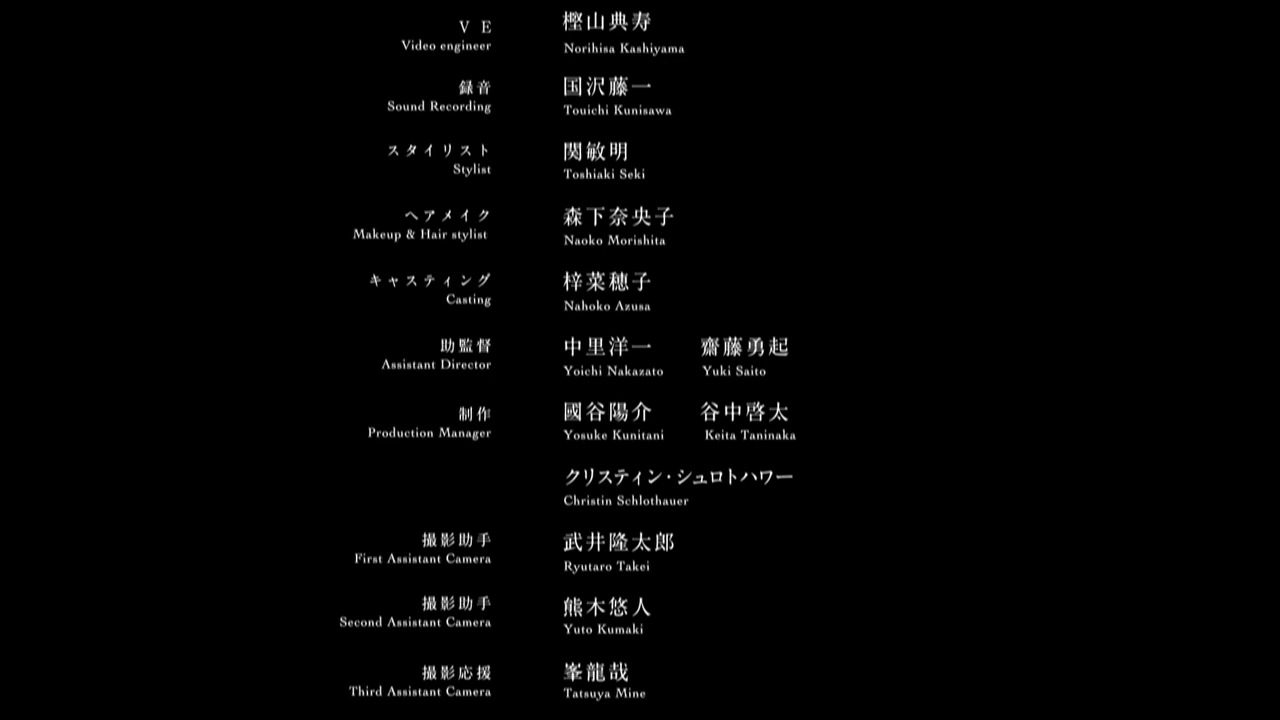 V E 樫山典寿
Video engineer Norihisa Kashiyama
録音 国沢藤一
Sound Recording Touichi Kunisawa
スタイリスト 関敏明
Stylist Toshiaki Seki
ヘアメイク 森下奈央子
Makeup & Hair stylist Naoko Morishita
キャスティング 梓菜穂子
Casting Nahoko Azusa
助監督 中里洋一 齋藤勇起
Assistant Director Yoichi Nakazato Yuki Saito
制作 國谷陽介 谷中啓太
Production Manager Yosuke Kunitani Keita Taninaka
クリスティン・シュロトハワー
Christin Schlothauer
撮影助手 武井隆太郎
First Assistant Camera Ryutaro Takei
撮影助手 熊木悠人
Second Assistant Camera Yuto Kumaki
撮影応援 峯龍哉
Third Assistant Camera Tatsuya Mine